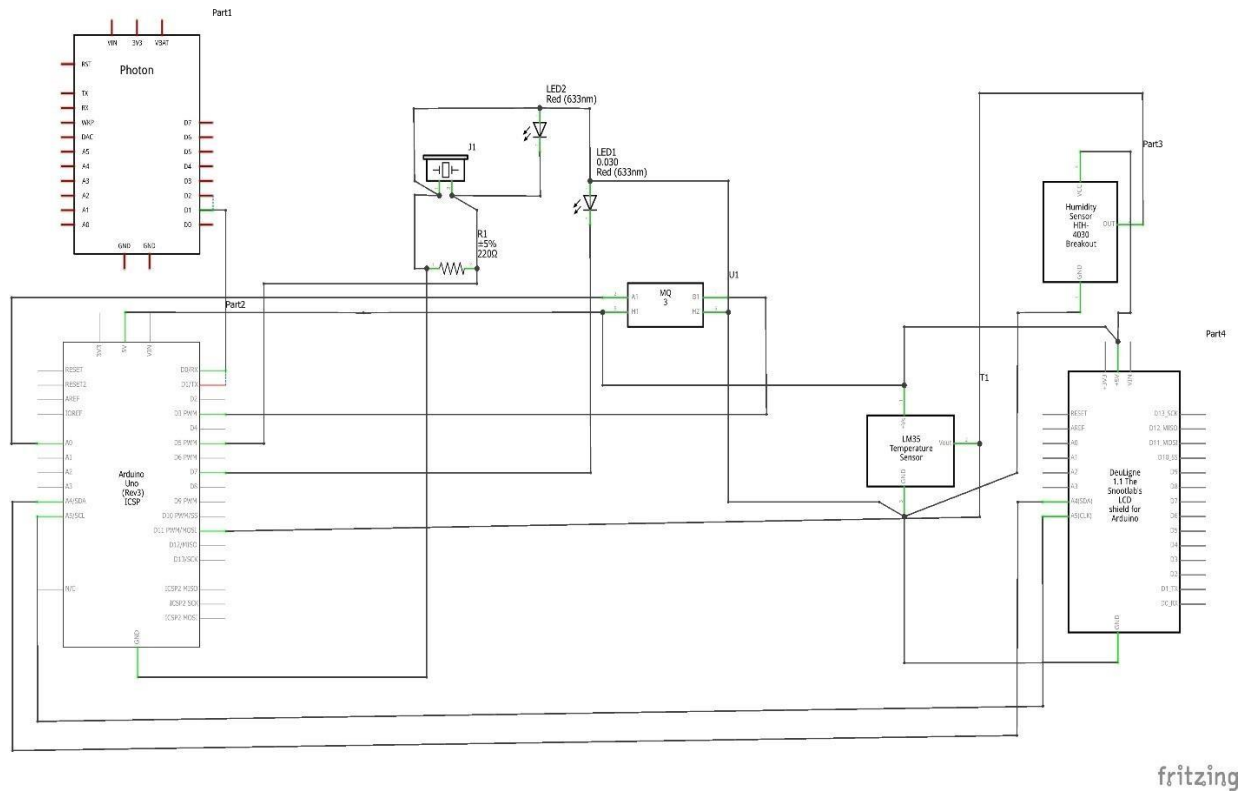 Part1
VIN 3V3 VBAT
Photon
RST
TX
RX
WKP
DAC
A5
A4
A3
A2
A1
A0
D7
D6
D5
D4
D3
D2
D1
D0
GND GND
LED2
Red (633nm)
J1
LED1
0.030
Red (633nm)
R1
±5%
220Ω
Part3
VCC
Humidity
Sensor
HIH-
4030
Breakout
OUT
GND
U1
MQ
3
A1
H1
B1
H2
Part2
3V3 5V VIN
RESET
RESET2
AREF
IOREF
A0
A1
A2
A3
A4/SDA
A5/SCL
N/C
Arduino
Uno
(Rev3)
ICSP
D0/RX
D1/TX
D2
D3 PWM
D4
D5 PWM
D6 PWM
D7
D8
D9 PWM
D10 PWM/SS
D11 PWM/MOSI
D12/MISO
D13/SCK
ICSP2 MISO
ICSP2 SCK
ICSP2 MOSI
GND
T1
+Vs
LM35
Temperature
Sensor
Vout
GND
Part4
+3V3 +5V VIN
RESET
AREF
A0
A1
A2
A3
A4(SDA)
A5(CLK)
DeuLigne
1.1 The
Snootlab's
LCD
shield for
Arduino
D13_SCK
D12_MISO
D11_MOSI
D10_SS
D9
D8
D7
D6
D5
D4
D3
D2
D1_TX
D0_RX
GND
fritzing